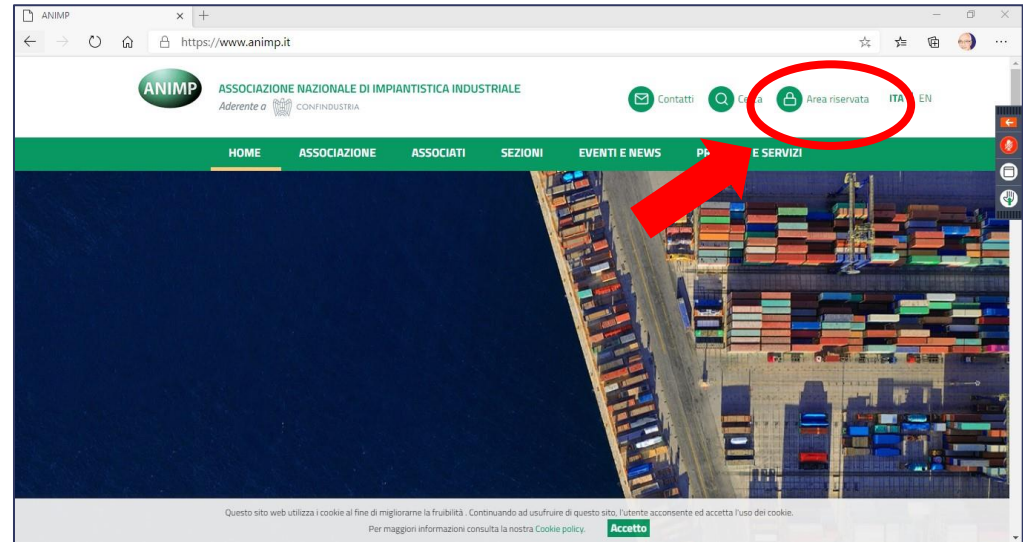 ANIMP
https://www.animp.it
ANIMP
ASSOCIAZIONE NAZIONALE DI IMPIANTISTICA INDUSTRIALE
Aderente a CONFINDUSTRIA
Contatti
Area riservata
ITA
EN
HOME
ASSOCIAZIONE
ASSOCIATI
SEZIONI
EVENTI E NEWS
E SERVIZI
Questo sito web utilizza i cookie al fine di migliorarne la fruibilità . Continuando ad usufruire di questo sito, l'utente acconsente ed accetta l'uso dei cookie.
Per maggiori informazioni consulta la nostra Cookie policy. Accetto